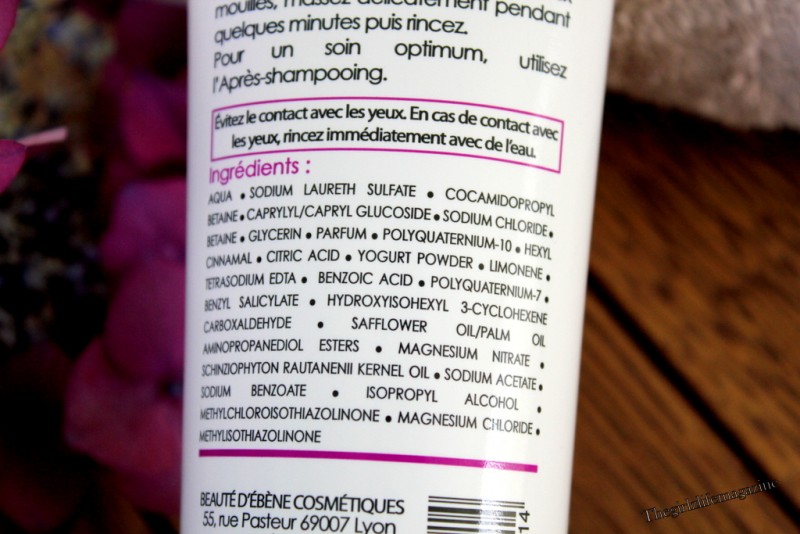 mouillés, massez délicatement pendant
quelques minutes puis rincez.
Pour un soin optimum, utilisez
l'Après-shampooing.
Évitez le contact avec les yeux. En cas de contact avec
les yeux, rincez immédiatement avec de l'eau.
Ingrédients :
AQUA • SODIUM LAURETH SULFATE • COCAMIDOPROPYL
BETAINE • CAPRYLYL/CAPRYL GLUCOSIDE • SODIUM CHLORIDE •
BETAINE • GLYCERIN • PARFUM • POLYQUATERNIUM-10 • HEXYL
CINNAMAL • CITRIC ACID • YOGURT POWDER • LIMONENE •
TETRASODIUM EDTA • BENZOIC ACID • POLYQUATERNIUM-7 •
BENZYL SALICYLATE • HYDROXYISOHEXYL 3-CYCLOHEXENE
CARBOXALDEHYDE • SAFFLOWER OIL/PALM OIL
AMINOPROPANEDIOL ESTERS • MAGNESIUM NITRATE •
SCHINZIOPHYTON RAUTANENII KERNEL OIL • SODIUM ACETATE •
SODIUM BENZOATE • ISOPROPYL ALCOHOL •
METHYLCHLOROISOTHIAZOLINONE • MAGNESIUM CHLORIDE •
METHYLISOTHIAZOLINONE
BEAUTÉ D'ÉBÈNE COSMÉTIQUES
55, rue Pasteur 69007 Lyon
14
Thegirlzlifemagazine